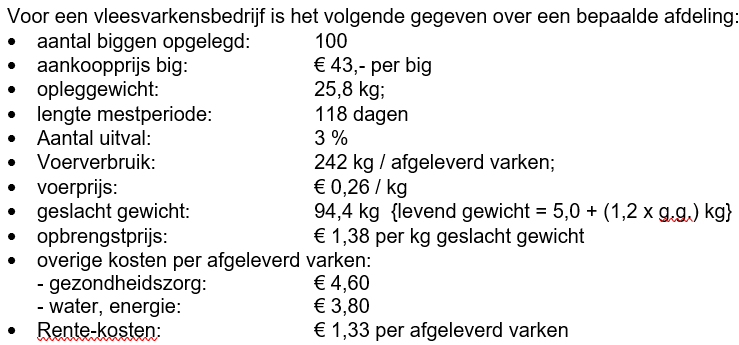 Voor een vleesvarkensbedrijf is het volgende gegeven over een bepaalde afdeling:
• aantal biggen opgelegd: 100
• aankoopprijs big: € 43,- per big
• opleggewicht: 25,8 kg;
• lengte mestperiode: 118 dagen
• Aantal uitval: 3 %
• Voerverbruik: 242 kg / afgeleverd varken;
• voerprijs: € 0,26 / kg
• geslacht gewicht: 94,4 kg {levend gewicht = 5,0 + (1,2 x g.g.) kg}
• opbrengstprijs: € 1,38 per kg geslacht gewicht
• overige kosten per afgeleverd varken:
- gezondheidszorg: € 4,60
- water, energie: € 3,80
• Rente-kosten: € 1,33 per afgeleverd varken